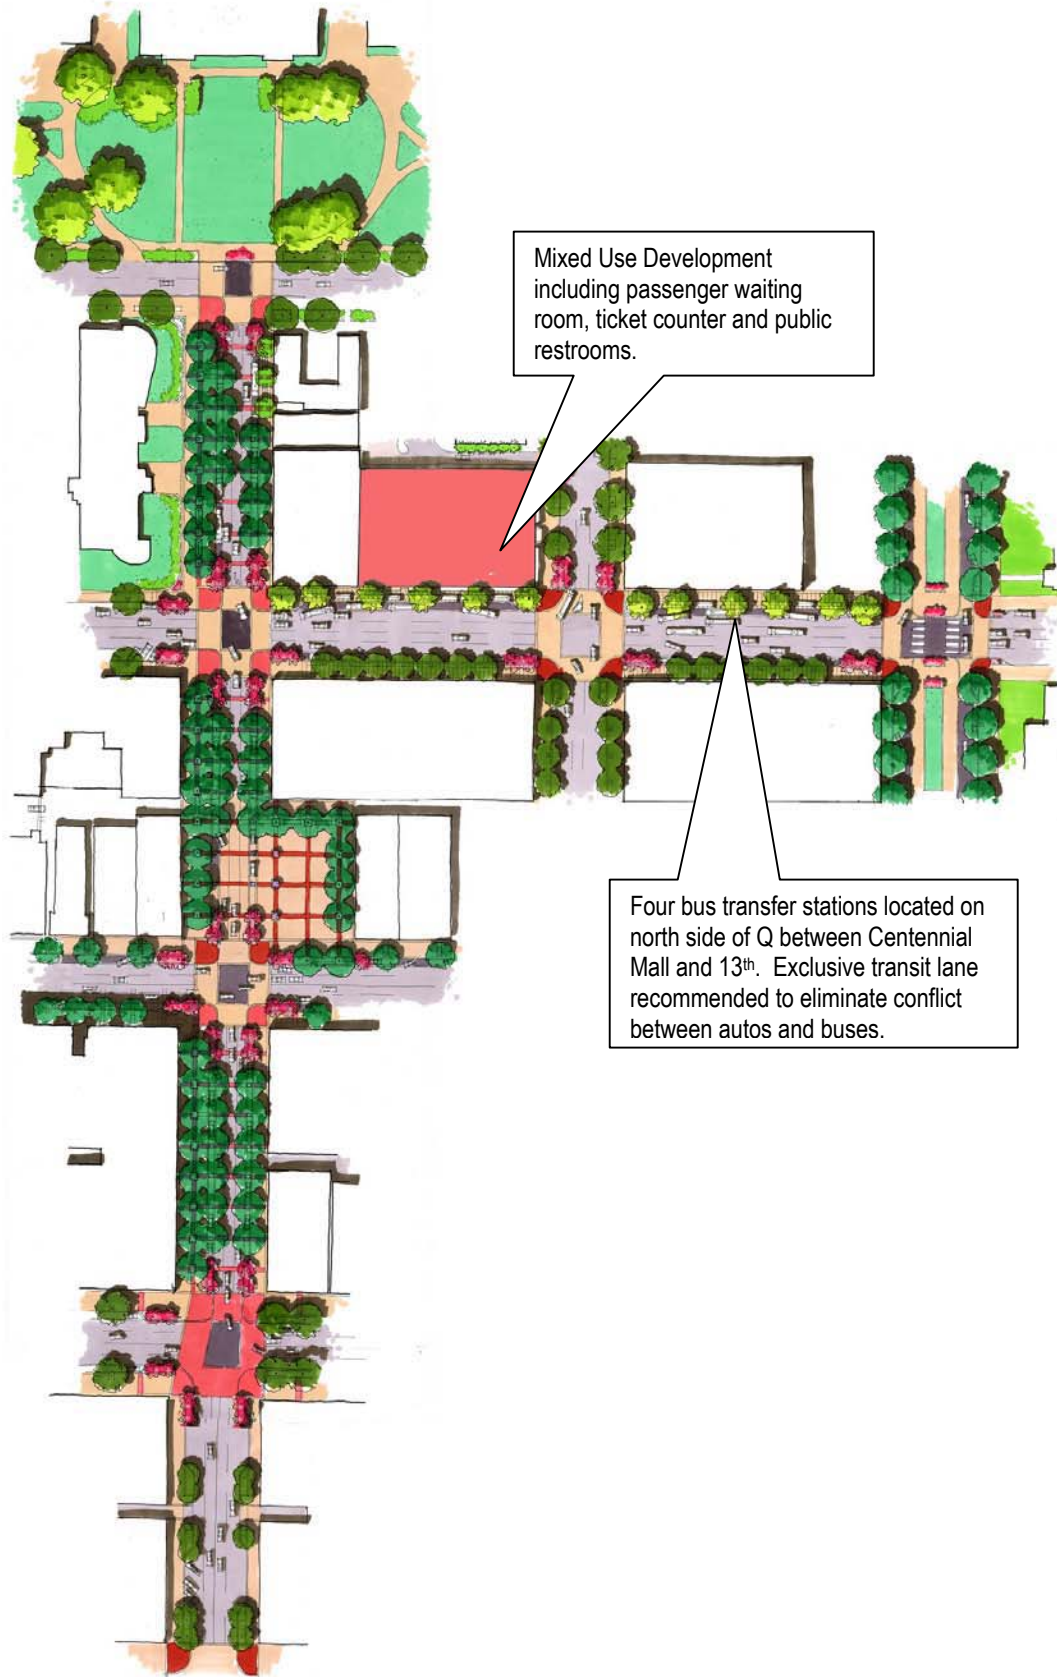 Mixed Use Development
including passenger waiting
room, ticket counter and public
restrooms.
Four bus transfer stations located on
north side of Q between Centennial
Mall and 13th. Exclusive transit lane
recommended to eliminate conflict
between autos and buses.